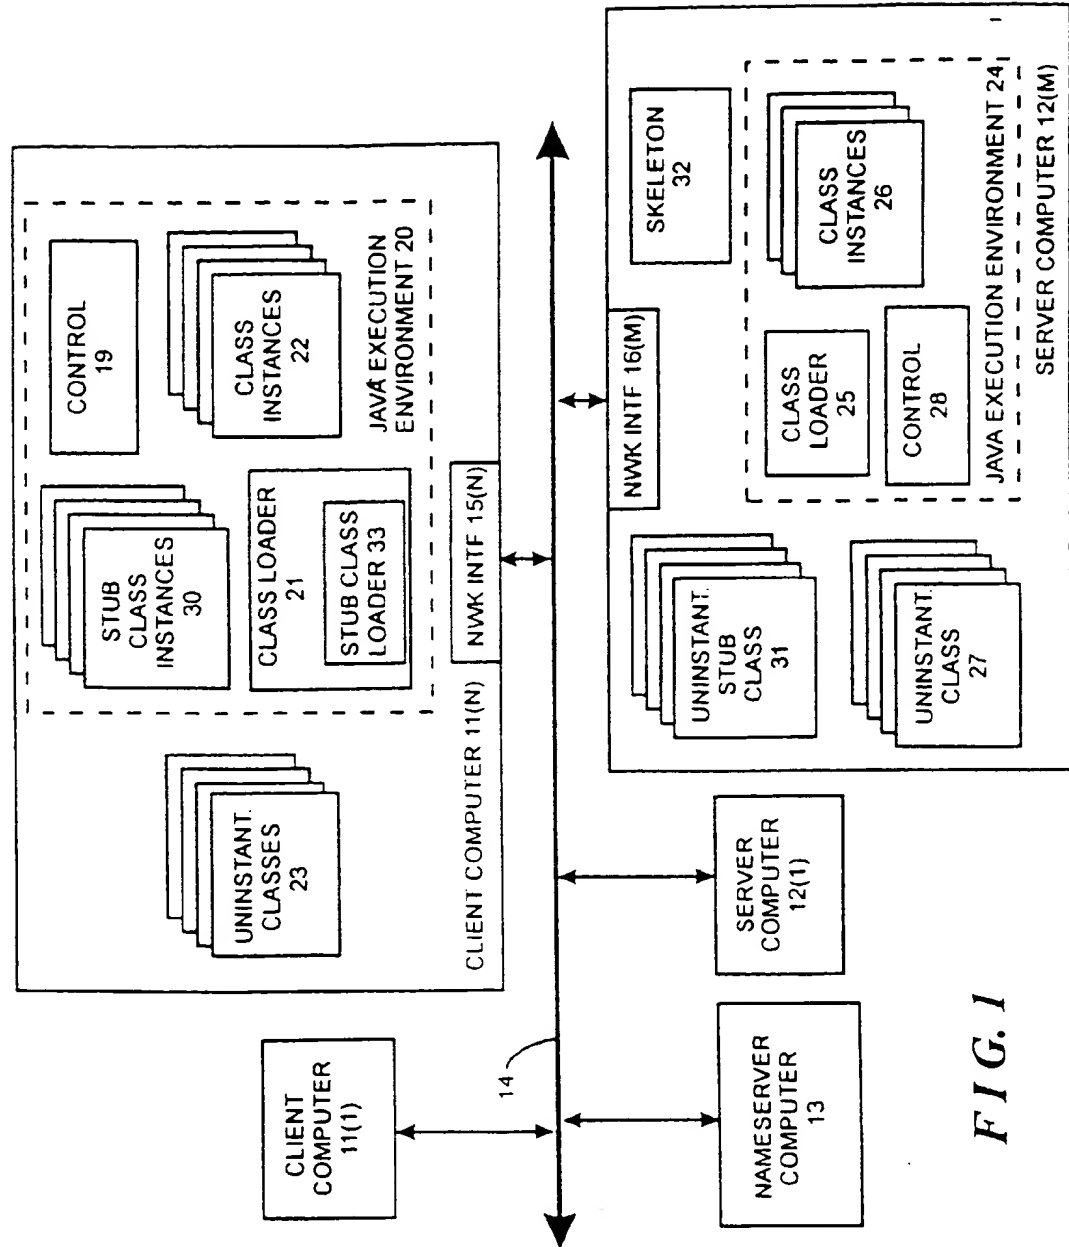 CLIENT
COMPUTER
11(1)
UNINSTANT.
CLASSES
23
STUB
CLASS
INSTANCES
30
CONTROL
19
CLASS LOADER
21
STUB CLASS
LOADER 33
CLASS
INSTANCES
22
JAVA EXECUTION
ENVIRONMENT 20
CLIENT COMPUTER 11(N)
NWK INTF 15(N)
14
NAMESERVER
COMPUTER
13
SERVER
COMPUTER
12(1)
NWK INTF 16(M)
SKELETON
32
UNINSTANT.
STUB
CLASS
31
CLASS
LOADER
25
CLASS
INSTANCES
26
UNINSTANT.
CLASS
27
CONTROL
28
JAVA EXECUTION ENVIRONMENT 24
SERVER COMPUTER 12(M)
FIG. 1